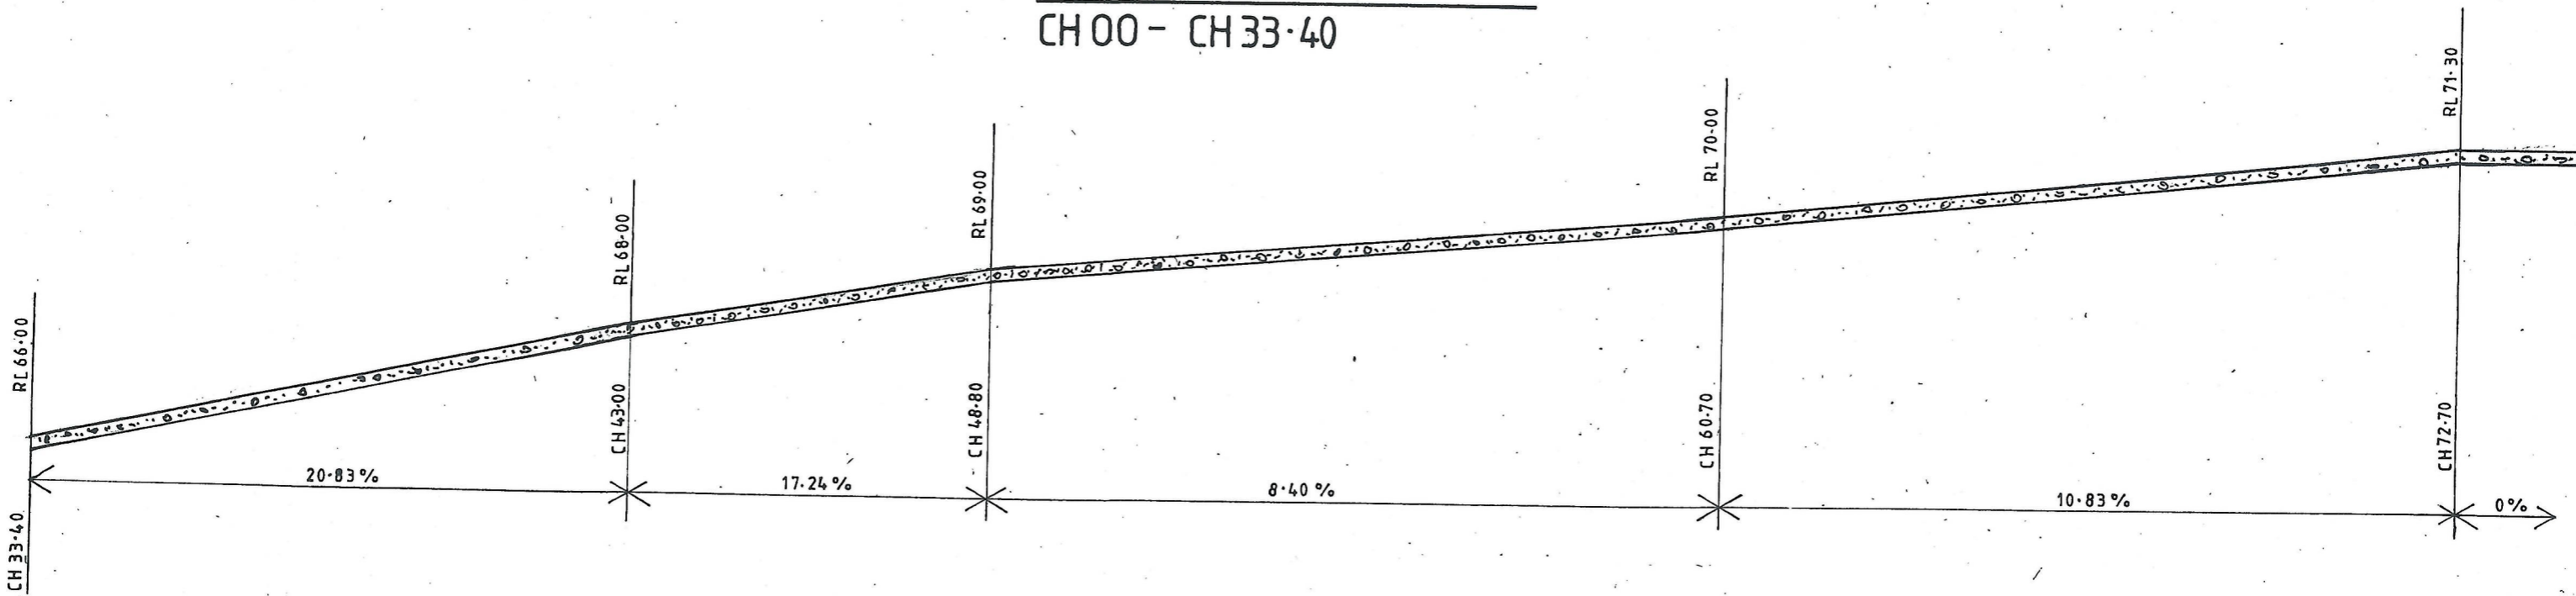 CH 00 - CH 33·40
RL 66·00
RL 68·00
RL 69·00
RL 70·00
RL 71·30
CH 33·40
CH 43·00
CH 48·80
CH 60·70
CH 72·70
20·83%
17·24%
8·40%
10·83%
0%